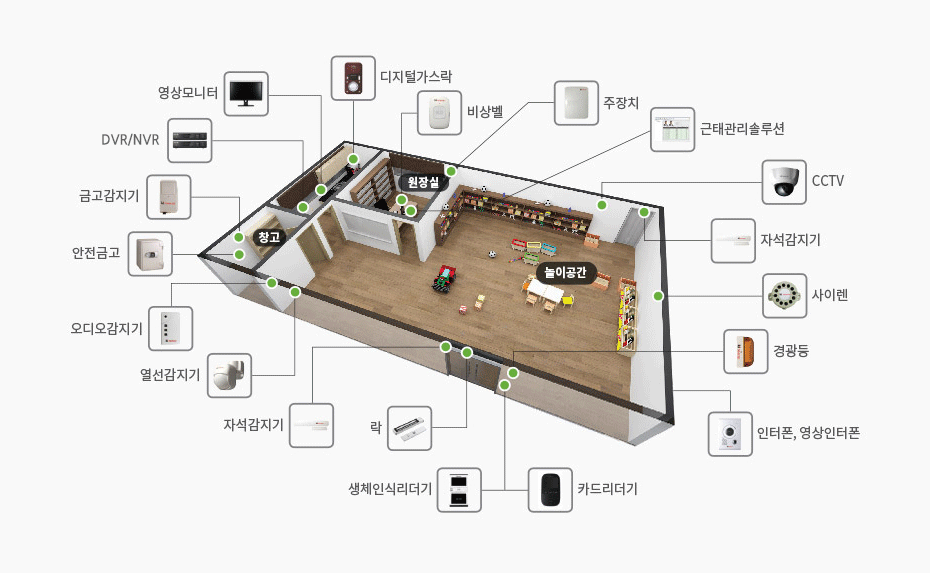 디지털가스락
영상모니터
비상벨
주장치
근태관리솔루션
DVR/NVR
CCTV
원장실
금고감지기
창고
자석감지기
안전금고
놀이공간
사이렌
오디오감지기
경광등
열선감지기
자석감지기
락
인터폰, 영상인터폰
생체인식리더기
카드리더기